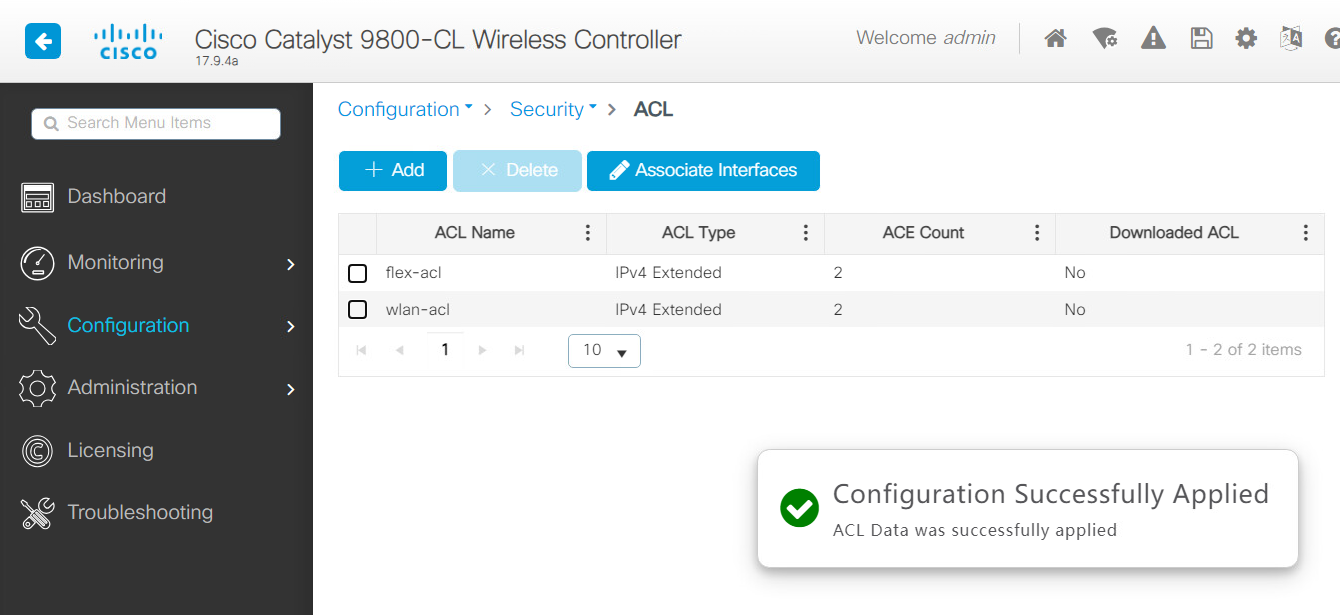 CISCO
Cisco Catalyst 9800-CL Wireless Controller
17.9.4a
Welcome admin
Search Menu Items
Dashboard
Monitoring
Configuration
Administration
Licensing
Troubleshooting
Configuration > Security > ACL
+ Add
× Delete
Associate Interfaces
ACL Name ACL Type ACE Count Downloaded ACL
flex-acl IPv4 Extended 2 No
wlan-acl IPv4 Extended 2 No
1 10 1 - 2 of 2 items
Configuration Successfully Applied
ACL Data was successfully applied